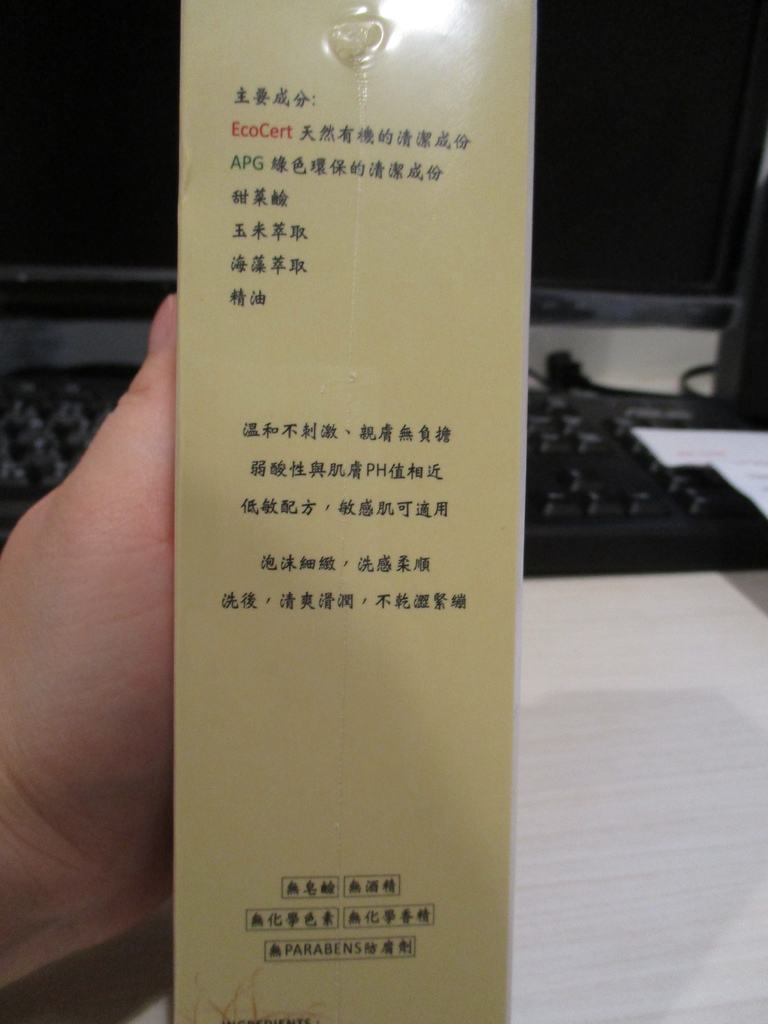 主要成分:
EcoCert 天然有機的清潔成份
APG 綠色環保的清潔成份
甜菜鹼
玉米萃取
海藻萃取
精油
溫和不刺激、親膚無負擔
弱酸性與肌膚PH值相近
低敏配方，敏感肌可適用
泡沫細緻，洗感柔順
洗後，清爽滑潤，不乾澀緊繃
無皂鹼 無酒精
無化學色素 無化學香精
無PARABENS防腐劑
INGREDIENTS：